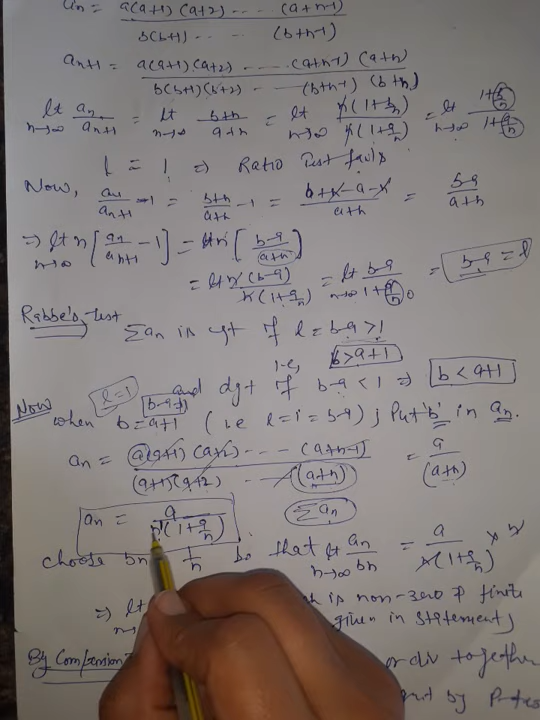 an = a(a+1)(a+2).....(a+n-1) / b(b+1)..... (b+n-1)
an+1 = a(a+1)(a+2) ..... (a+n-1) (a+n) / b(b+1)(b+2) ..... (b+n-1) (b+n)
lt n→∞ an/an+1 = lt n→∞ b+n/a+n = lt n→∞ n(1+b/n)/n(1+a/n) = lt n→∞ 1+b/n / 1+a/n
l = 1 => Ratio Test fails
Now, an/an+1 - 1 = b+n/a+n - 1 = b+n-a-n/a+n = b-a/a+n
=> lt n→∞ n[an/an+1 - 1] = lt n[b-a/a+n]
= lt n(b-a)/n(1+a/n) = lt n→∞ b-a/1+a/n 0 = b-a = l
Raabe's Test
Σan is cgt if l = b-a > 1
i-e, b > a+1
l=1 and dgt if b-a < 1 => b < a+1
Now when b = a+1 b-a=1 (ie l=1=b-a) ; Put 'b' in an.
an = a(a+1)(a+2) ..... (a+n-1) / (a+1)(a+2) ..... (a+n) = a/(a+n)
an = a/n(1+a/n) Σan
choose bn 1/n be that lt n→∞ an/bn = a/n(1+a/n) × n
=> lt n→ is non-zero & finite
given in statement)
By Comparison or div together
by